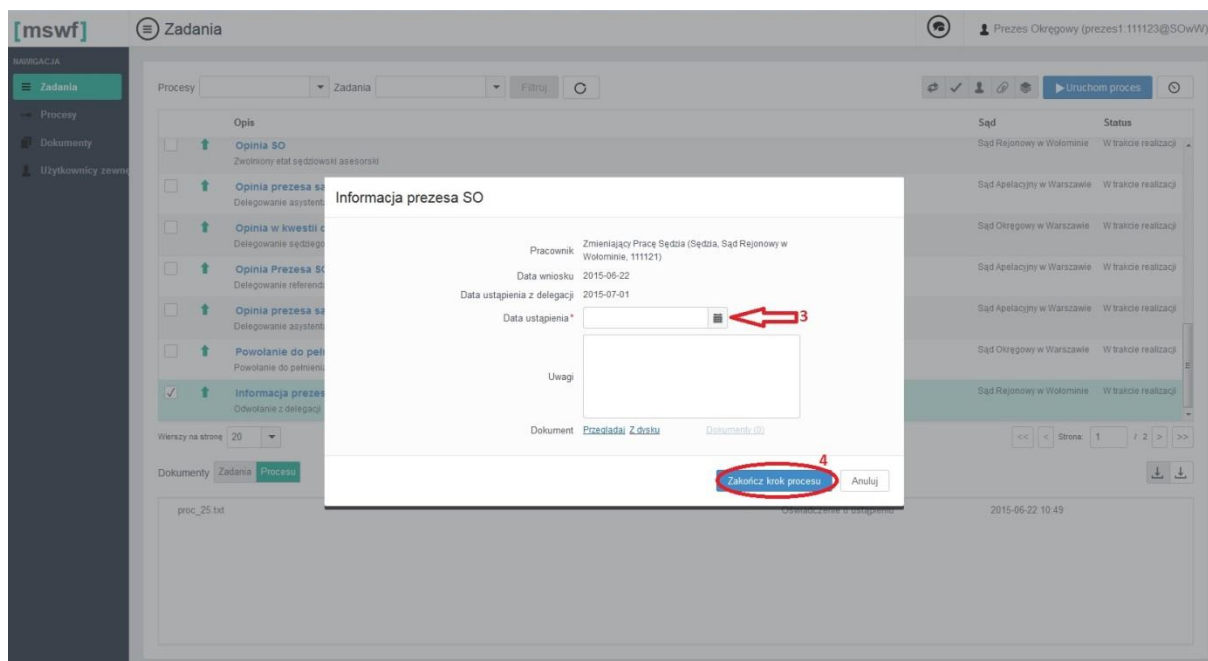 [mswf]
Zadania
Prezes Okręgowy (prezes1:111123@SOwW)
NAWIGACJA
Zadania
Procesy
Dokumenty
Użytkownicy zewnę
Procesy Zadania Filtruj Uruchom proces
Opis Sąd Status
Opinia SO Sąd Rejonowy w Wołominie W trakcie realizacji
Zwolniony etat sędziowski asesorski
Opinia prezesa są Sąd Apelacyjny w Warszawie W trakcie realizacji
Delegowanie asystent
Opinia w kwestii Sąd Okręgowy w Warszawie W trakcie realizacji
Delegowanie sędziego
Opinia Prezesa SO Sąd Apelacyjny w Warszawie W trakcie realizacji
Delegowanie referend
Opinia prezesa są Sąd Apelacyjny w Warszawie W trakcie realizacji
Delegowanie asystent
Powołanie do peł Sąd Okręgowy w Warszawie W trakcie realizacji
Powołanie do pełnieni
Informacja prezes Sąd Rejonowy w Wołominie W trakcie realizacji
Odwołanie z delegacji
Informacja prezesa SO
Pracownik Zmieniający Pracę Sędzia (Sędzia, Sąd Rejonowy w
Wołominie, 111121)
Data wniosku 2015-06-22
Data ustąpienia z delegacji 2015-07-01
Data ustąpienia* 3
Uwagi
Dokument Przeglądaj Z dysku Dokumenty (0)
4
Zakończ krok procesu Anuluj
Wierszy na stronę 20 << < Strona: 1 / 2 > >>
Dokumenty Zadania Procesu
proc_25.txt Oświadczenie o ustąpieniu 2015-06-22 10:49